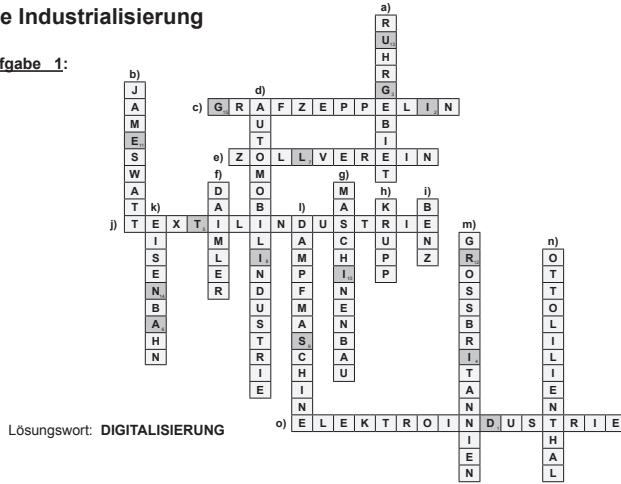 e Industrialisierung
fgabe 1:
a) RUHRGEBIET
b) JAMESWATT
c) GRAFZEPPELIN
d) AUTOMOBILINDUSTRIE
e) ZOLLVEREIN
f) DAIMLER
g) MASCHINENBAU
h) KRUPP
i) BENZ
j) TEXTILINDUSTRIE
k) EISENBAHN
l) DAMPFMASCHINE
m) GROSSBRITANNIEN
n) OTTOLILIENTHAL
o) ELEKTROINDUSTRIE
Lösungswort: DIGITALISIERUNG